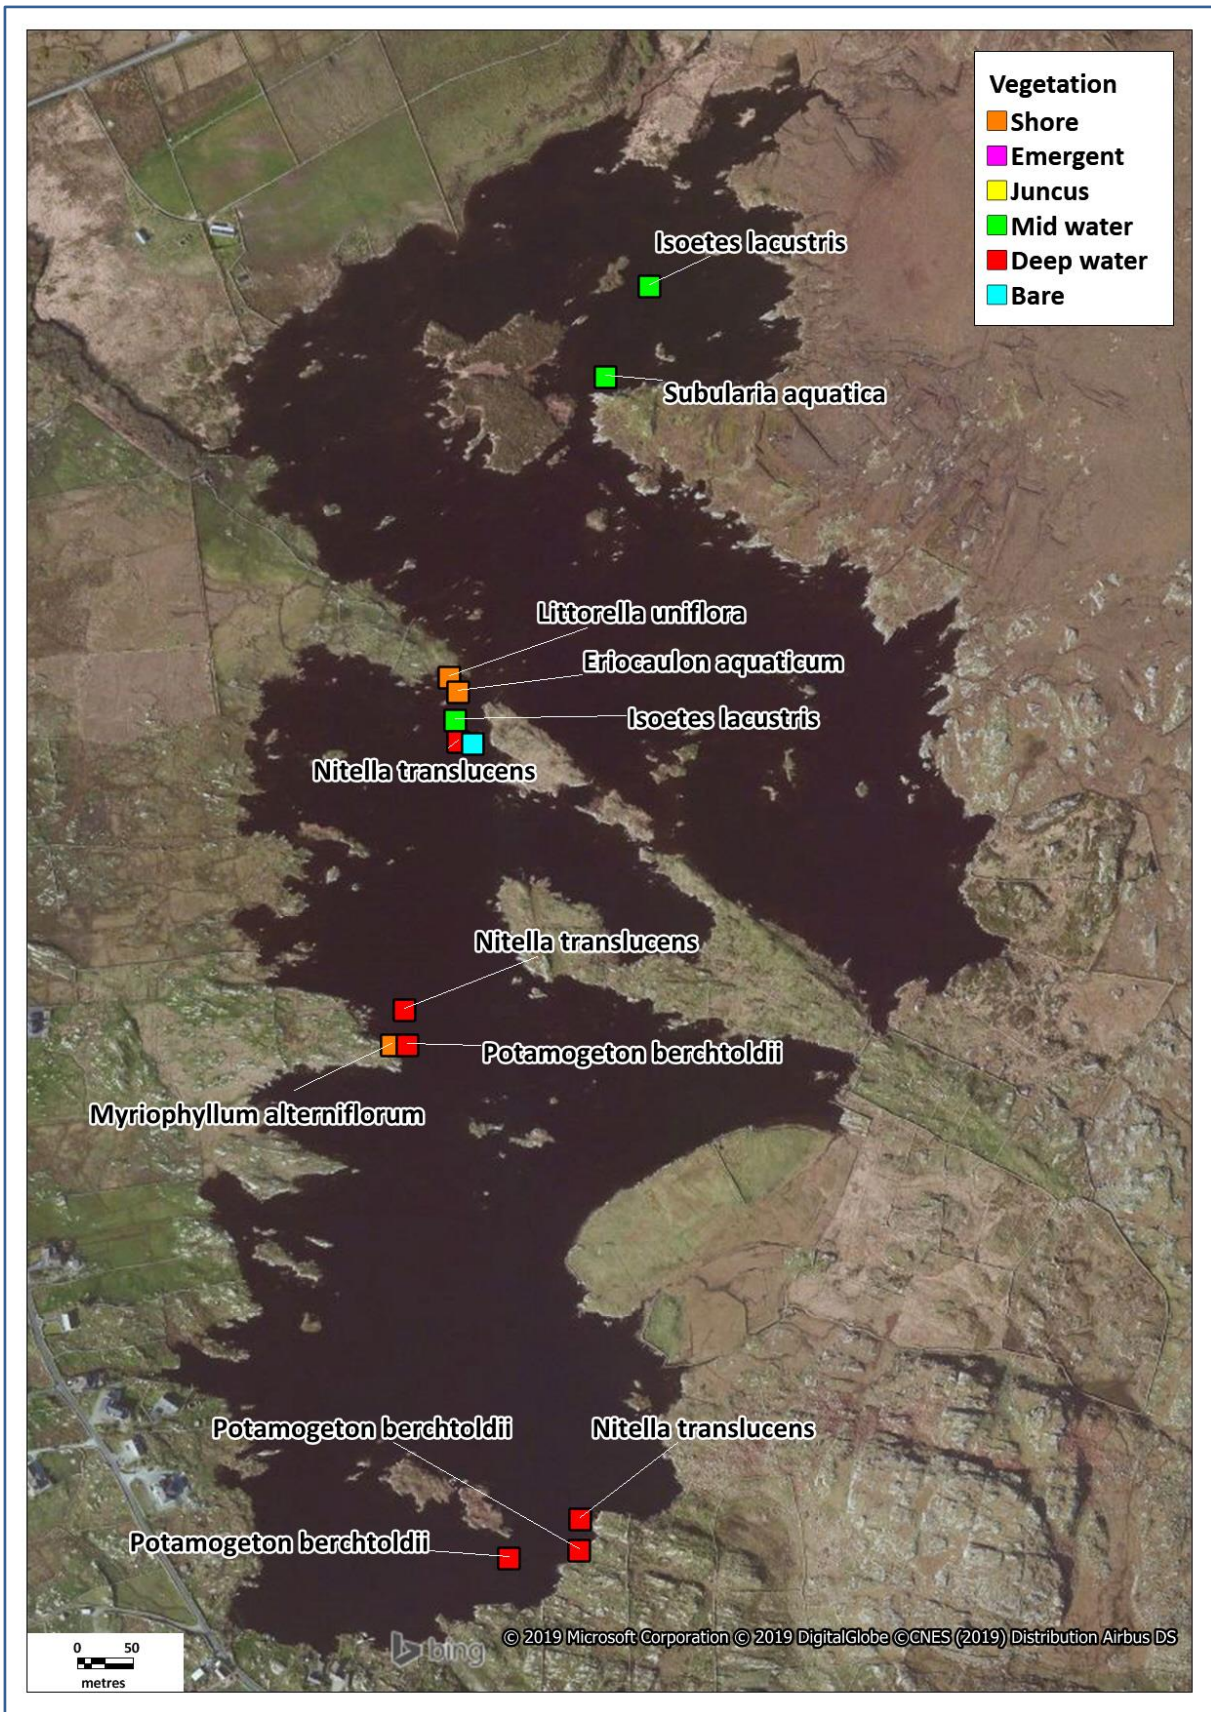 Vegetation
Shore
Emergent
Juncus
Mid water
Deep water
Bare
Isoetes lacustris
Subularia aquatica
Littorella uniflora
Eriocaulon aquaticum
Isoetes lacustris
Nitella translucens
Nitella translucens
Potamogeton berchtoldii
Myriophyllum alterniflorum
Potamogeton berchtoldii
Nitella translucens
Potamogeton berchtoldii
0 50
metres
bing
© 2019 Microsoft Corporation © 2019 DigitalGlobe ©CNES (2019) Distribution Airbus DS